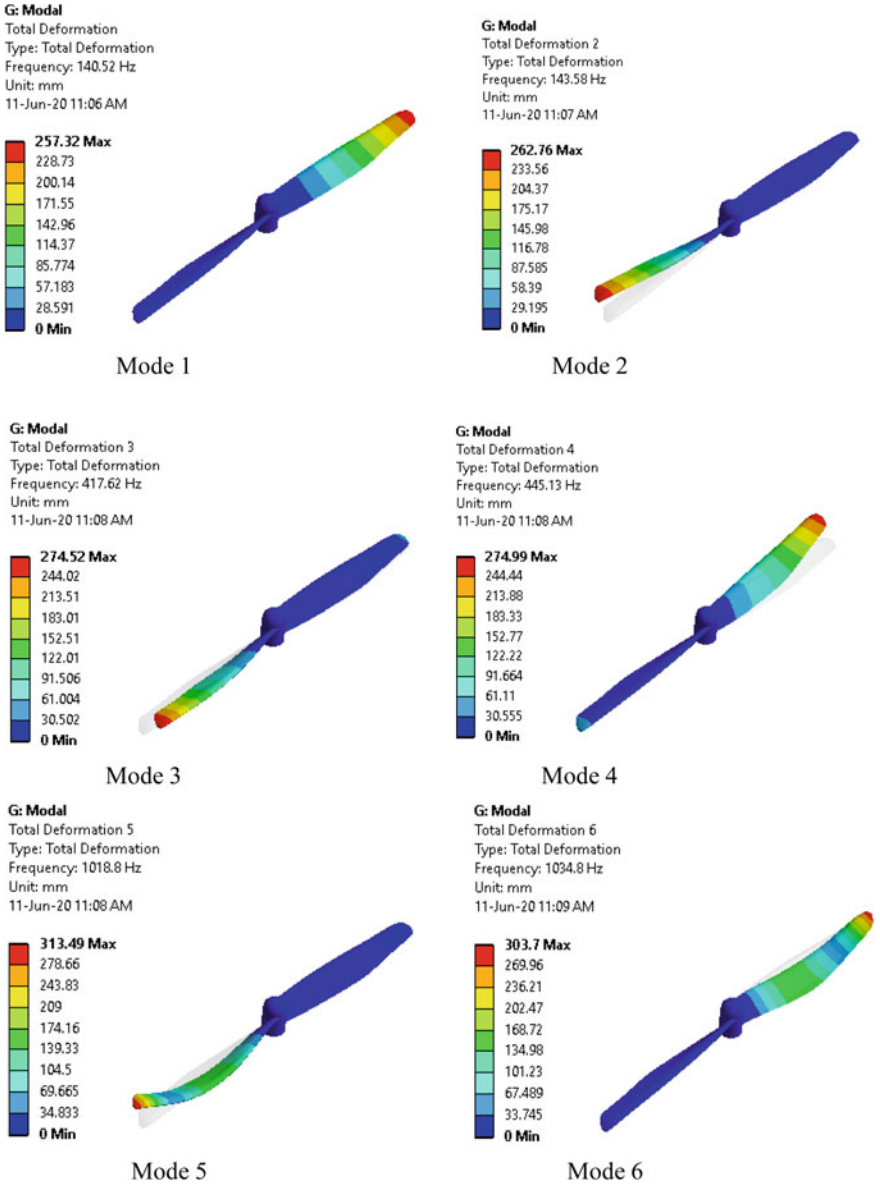 G: Modal
Total Deformation
Type: Total Deformation
Frequency: 140.52 Hz
Unit: mm
11-Jun-20 11:06 AM
257.32 Max
228.73
200.14
171.55
142.96
114.37
85.774
57.183
28.591
0 Min
Mode 1
G: Modal
Total Deformation 2
Type: Total Deformation
Frequency: 143.58 Hz
Unit: mm
11-Jun-20 11:07 AM
262.76 Max
233.56
204.37
175.17
145.98
116.78
87.585
58.39
29.195
0 Min
Mode 2
G: Modal
Total Deformation 3
Type: Total Deformation
Frequency: 417.62 Hz
Unit: mm
11-Jun-20 11:08 AM
274.52 Max
244.02
213.51
183.01
152.51
122.01
91.506
61.004
30.502
0 Min
Mode 3
G: Modal
Total Deformation 4
Type: Total Deformation
Frequency: 445.13 Hz
Unit: mm
11-Jun-20 11:08 AM
274.99 Max
244.44
213.88
183.33
152.77
122.22
91.664
61.11
30.555
0 Min
Mode 4
G: Modal
Total Deformation 5
Type: Total Deformation
Frequency: 1018.8 Hz
Unit: mm
11-Jun-20 11:08 AM
313.49 Max
278.66
243.83
209
174.16
139.33
104.5
69.665
34.833
0 Min
Mode 5
G: Modal
Total Deformation 6
Type: Total Deformation
Frequency: 1034.8 Hz
Unit: mm
11-Jun-20 11:09 AM
303.7 Max
269.96
236.21
202.47
168.72
134.98
101.23
67.489
33.745
0 Min
Mode 6